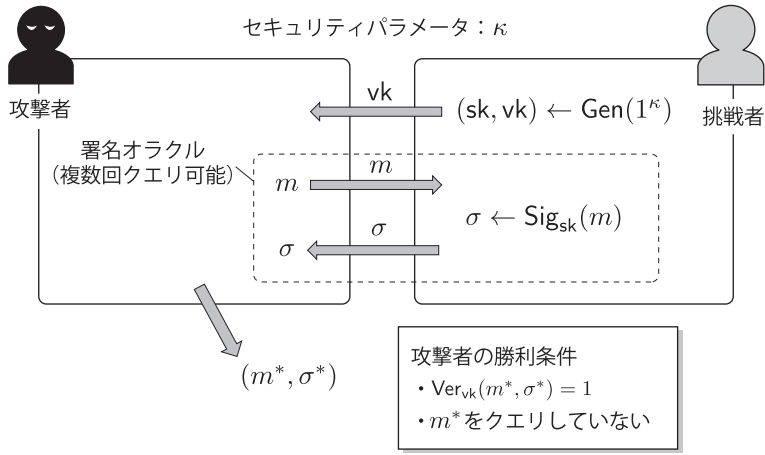 セキュリティパラメータ：κ
攻撃者
挑戦者
vk
(sk, vk) ← Gen(1^κ)
署名オラクル
（複数回クエリ可能）
m
m
σ ← Sig_sk(m)
σ
σ
(m*, σ*)
攻撃者の勝利条件
・Ver_vk(m*, σ*) = 1
・m*をクエリしていない